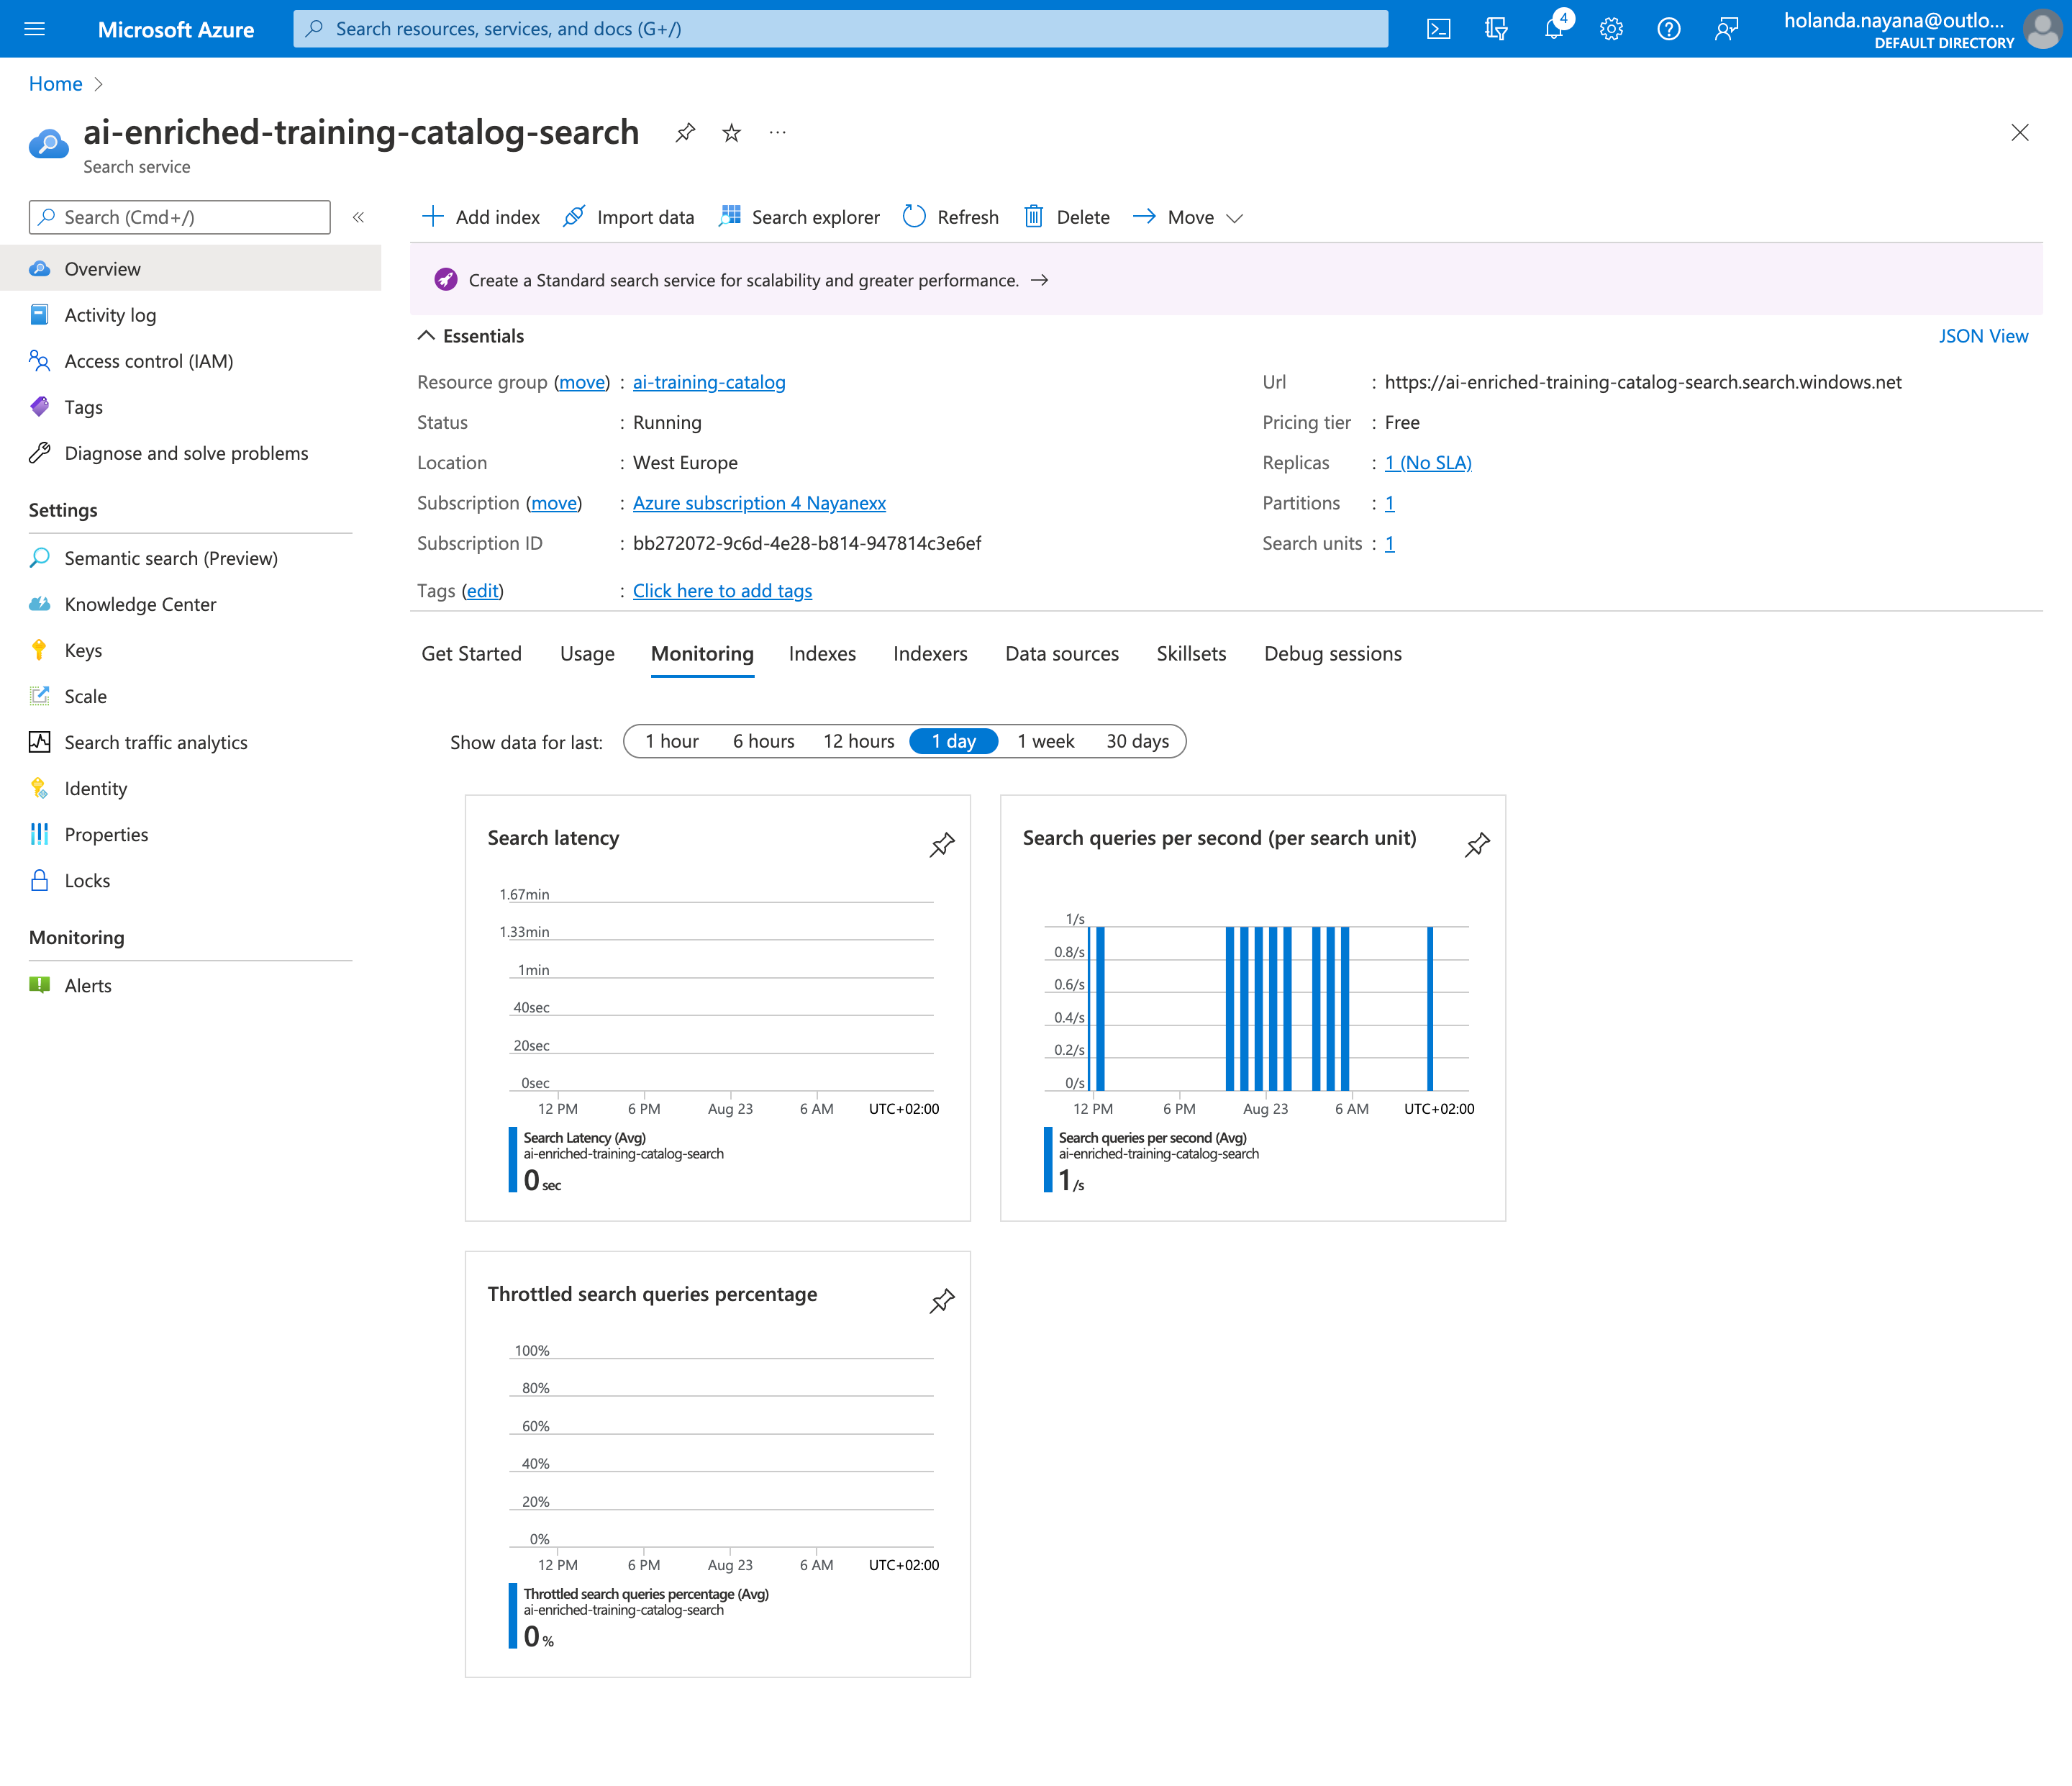 Microsoft Azure
Search resources, services, and docs (G+/)
4
holanda.nayana@outlo...
DEFAULT DIRECTORY
Home
ai-enriched-training-catalog-search
Search service
Search (Cmd+/)
Add index
Import data
Search explorer
Refresh
Delete
Move
Overview
Activity log
Access control (IAM)
Tags
Diagnose and solve problems
Settings
Semantic search (Preview)
Knowledge Center
Keys
Scale
Search traffic analytics
Identity
Properties
Locks
Monitoring
Alerts
Create a Standard search service for scalability and greater performance. →
Essentials
JSON View
Resource group (move) : ai-training-catalog
Status : Running
Location : West Europe
Subscription (move) : Azure subscription 4 Nayanexx
Subscription ID : bb272072-9c6d-4e28-b814-947814c3e6ef
Tags (edit) : Click here to add tags
Url : https://ai-enriched-training-catalog-search.search.windows.net
Pricing tier : Free
Replicas : 1 (No SLA)
Partitions : 1
Search units : 1
Get Started
Usage
Monitoring
Indexes
Indexers
Data sources
Skillsets
Debug sessions
Show data for last:
1 hour
6 hours
12 hours
1 day
1 week
30 days
Search latency
1.67min
1.33min
1min
40sec
20sec
0sec
12 PM
6 PM
Aug 23
6 AM
UTC+02:00
Search Latency (Avg)
ai-enriched-training-catalog-search
0 sec
Search queries per second (per search unit)
1/s
0.8/s
0.6/s
0.4/s
0.2/s
0/s
12 PM
6 PM
Aug 23
6 AM
UTC+02:00
Search queries per second (Avg)
ai-enriched-training-catalog-search
1 /s
Throttled search queries percentage
100%
80%
60%
40%
20%
0%
12 PM
6 PM
Aug 23
6 AM
UTC+02:00
Throttled search queries percentage (Avg)
ai-enriched-training-catalog-search
0 %